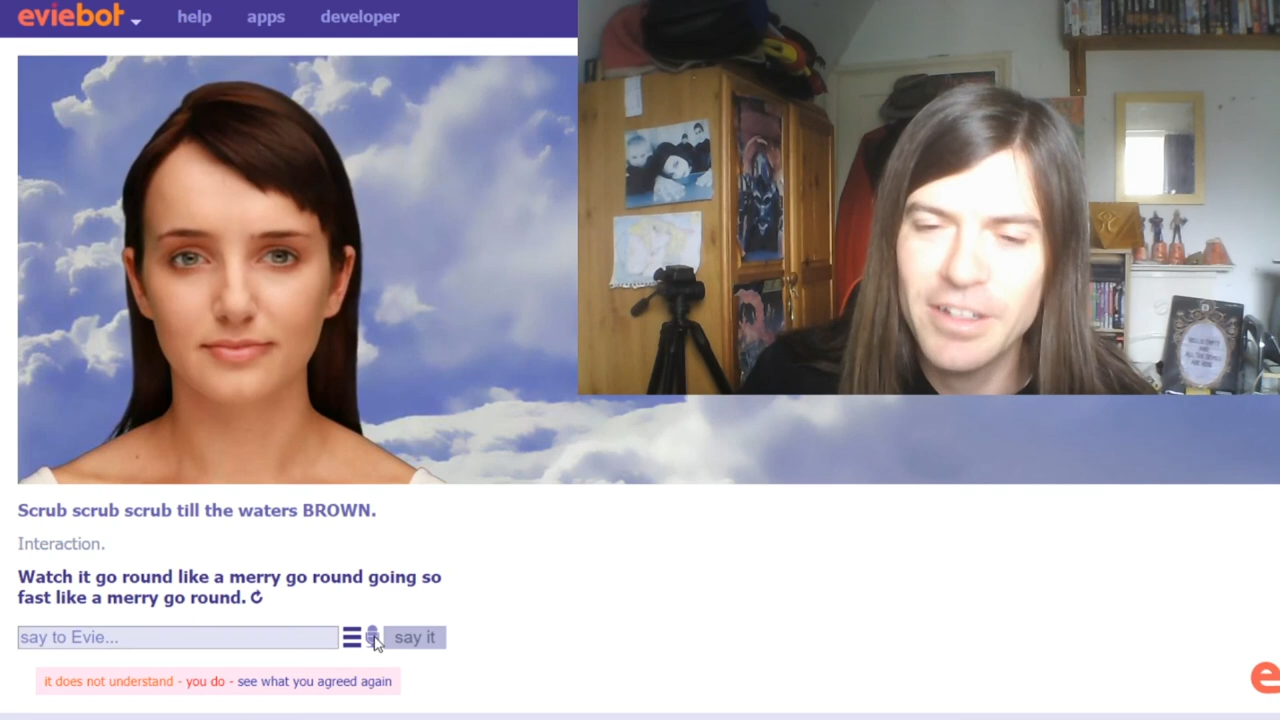 eviebot help apps developer
Scrub scrub scrub till the waters BROWN.
Interaction.
Watch it go round like a merry go round going so
fast like a merry go round.
say to Evie... say it
it does not understand - you do - see what you agreed again